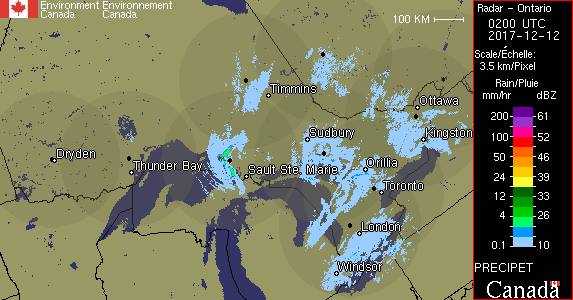 Environment Environnement
Canada Canada
100 KM
Timmins
Ottawa
Sudbury
Kingston
Dryden
Thunder Bay
Sault Ste. Marie
Orillia
Toronto
London
Windsor
Radar - Ontario
0200 UTC
2017-12-12
Scale/Échelle:
3.5 km/Pixel
Rain/Pluie
mm/hr dBZ
200 61
100 52
50 46
24 39
12 33
4 26
0.1 10
PRECIPET
Canada